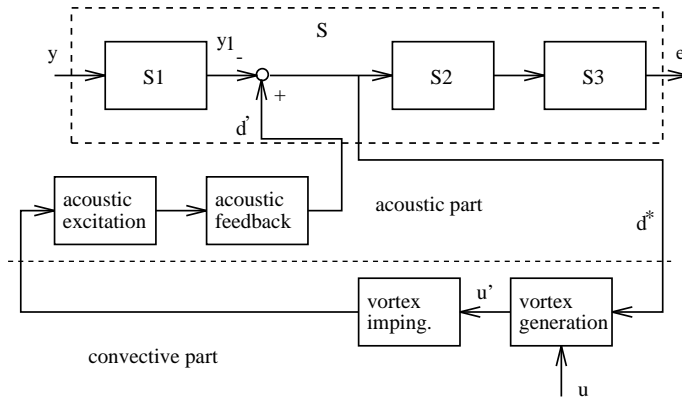 S
y
S1
y1
-
+
S2
S3
e
d'
acoustic
excitation
acoustic
feedback
acoustic part
d*
vortex
imping.
u'
vortex
generation
convective part
u